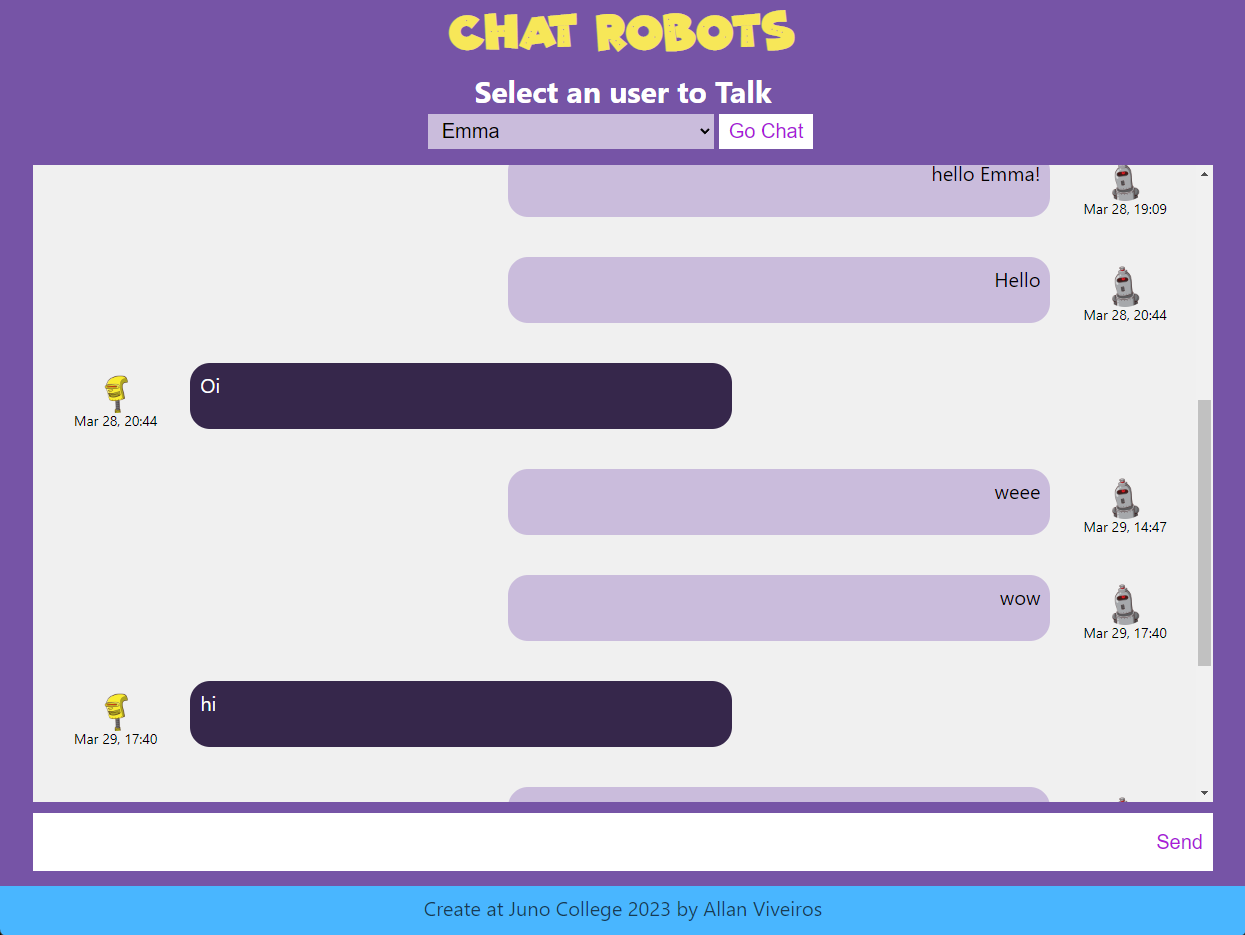 CHAT ROBOTS
Select an user to Talk
Emma
Go Chat
hello Emma!
Mar 28, 19:09
Hello
Mar 28, 20:44
Oi
Mar 28, 20:44
weee
Mar 29, 14:47
wow
Mar 29, 17:40
hi
Mar 29, 17:40
Send
Create at Juno College 2023 by Allan Viveiros